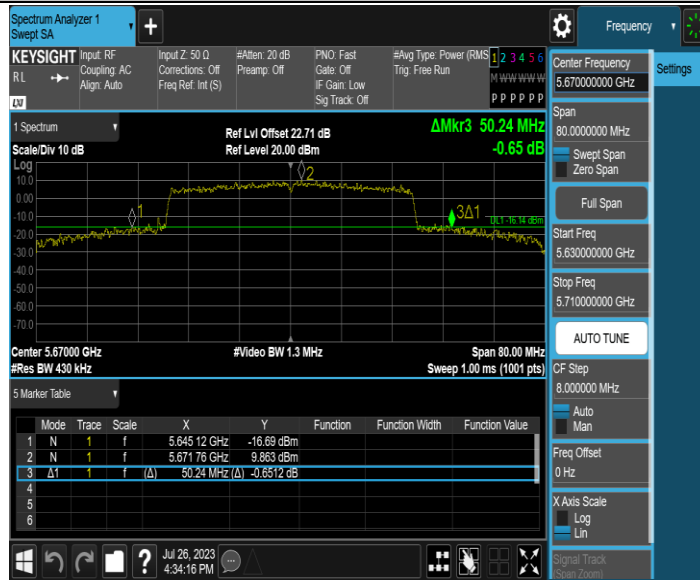 Spectrum Analyzer 1
Swept SA
Frequency
KEYSIGHT
RL
LXI
Input: RF
Coupling: AC
Align: Auto
Input Z: 50 Ω
Corrections: Off
Freq Ref: Int (S)
#Atten: 20 dB
Preamp: Off
PNO: Fast
Gate: Off
IF Gain: Low
Sig Track: Off
#Avg Type: Power (RMS
Trig: Free Run
1 2 3 4 5 6
M W W W W W
P P P P P P
1 Spectrum
Scale/Div 10 dB
Ref Lvl Offset 22.71 dB
Ref Level 20.00 dBm
ΔMkr3 50.24 MHz
-0.65 dB
Log
10.0
0.00
-10.0
-20.0
-30.0
-40.0
-50.0
-60.0
-70.0
1
2
3Δ1
DL1 -16.14 dBm
Center 5.67000 GHz
#Video BW 1.3 MHz
Span 80.00 MHz
#Res BW 430 kHz
Sweep 1.00 ms (1001 pts)
5 Marker Table
Mode Trace Scale X Y Function Function Width Function Value
1 N 1 f 5.645 12 GHz -16.69 dBm
2 N 1 f 5.671 76 GHz 9.863 dBm
3 Δ1 1 f (Δ) 50.24 MHz (Δ) -0.6512 dB
4
5
6
Jul 26, 2023
4:34:16 PM
Center Frequency
5.670000000 GHz
Settings
Span
80.0000000 MHz
Swept Span
Zero Span
Full Span
Start Freq
5.630000000 GHz
Stop Freq
5.710000000 GHz
AUTO TUNE
CF Step
8.000000 MHz
Auto
Man
Freq Offset
0 Hz
X Axis Scale
Log
Lin
Signal Track
(Span Zoom)